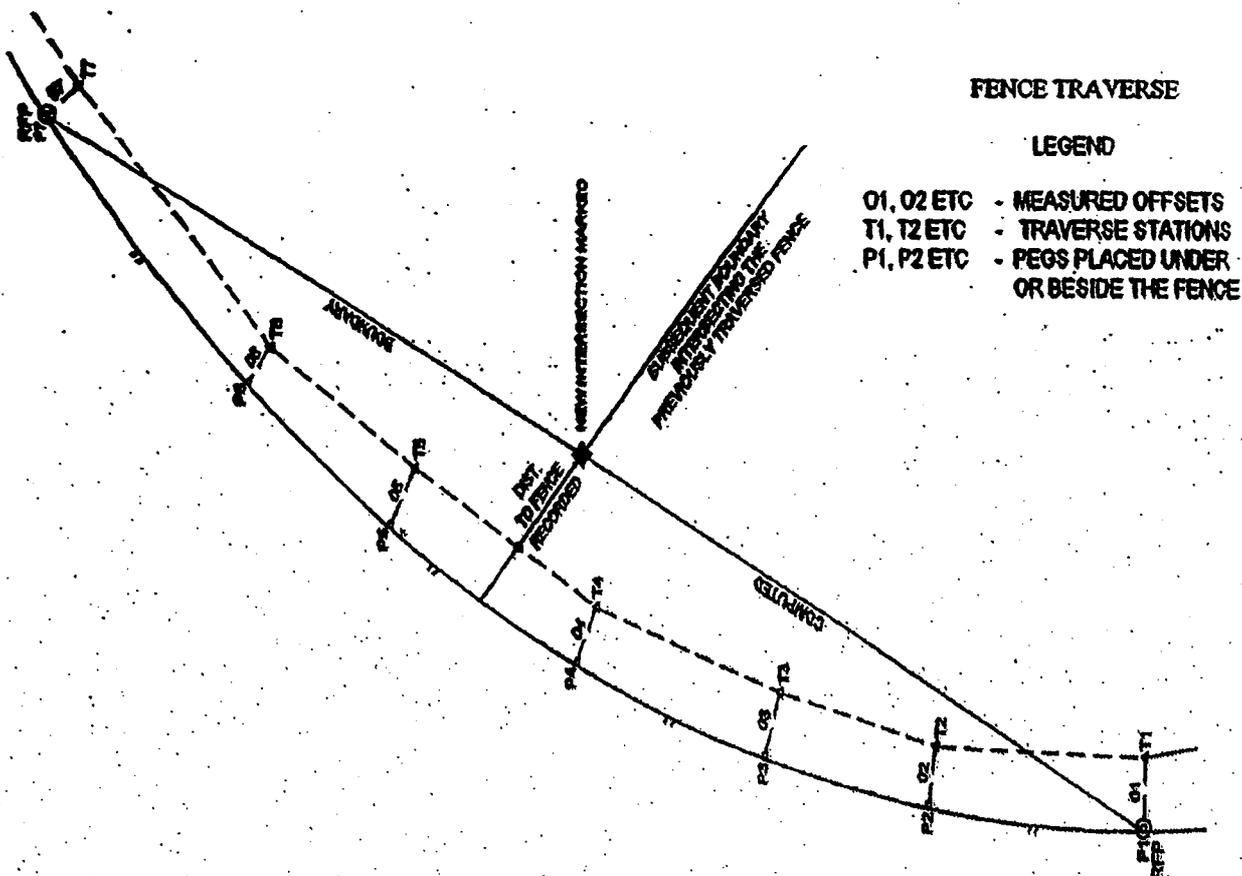 FENCE TRAVERSE
LEGEND
O1, O2 ETC - MEASURED OFFSETS
T1, T2 ETC - TRAVERSE STATIONS
P1, P2 ETC - PEGS PLACED UNDER
OR BESIDE THE FENCE
T7
RFP
P7
NEW INTERSECTION MARKED
SUBSEQUENT BOUNDARY
INTERSECTING THE
PREVIOUSLY TRAVERSED FENCE
BOUNDARY
T6
O6
P6
T5
O5
P5
DIST.
TO FENCE
RECORDED
T4
O4
P4
COMPUTED
T3
O3
P3
T2
O2
P2
T1
O1
P1
RFP